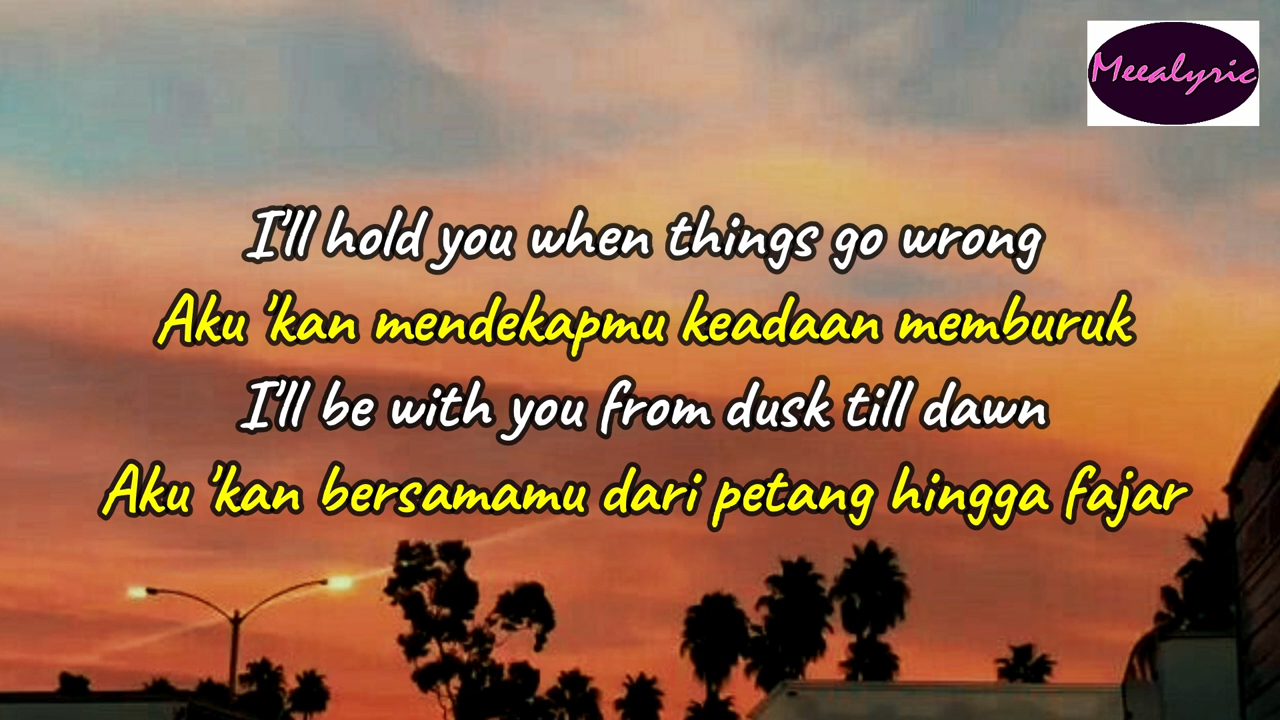 Meealyric
I'll hold you when things go wrong
Aku 'kan mendekapmu keadaan memburuk
I'll be with you from dusk till dawn
Aku 'kan bersamamu dari petang hingga fajar